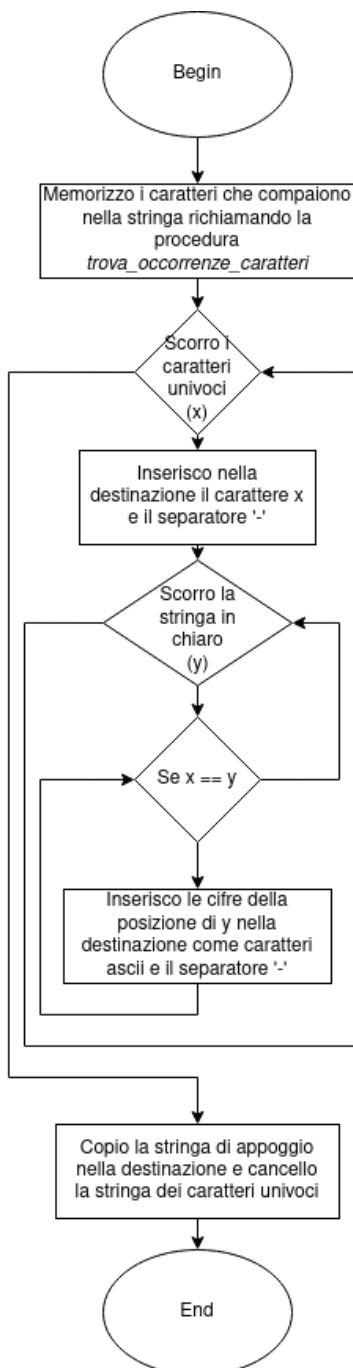 Begin
Memorizzo i caratteri che compaiono
nella stringa richiamando la
procedura
trova_occorrenze_caratteri
Scorro i
caratteri
univoci
(x)
Inserisco nella
destinazione il carattere x
e il separatore '-'
Scorro la
stringa in
chiaro
(y)
Se x == y
Inserisco le cifre della
posizione di y nella
destinazione come caratteri
ascii e il separatore '-'
Copio la stringa di appoggio
nella destinazione e cancello
la stringa dei caratteri univoci
End